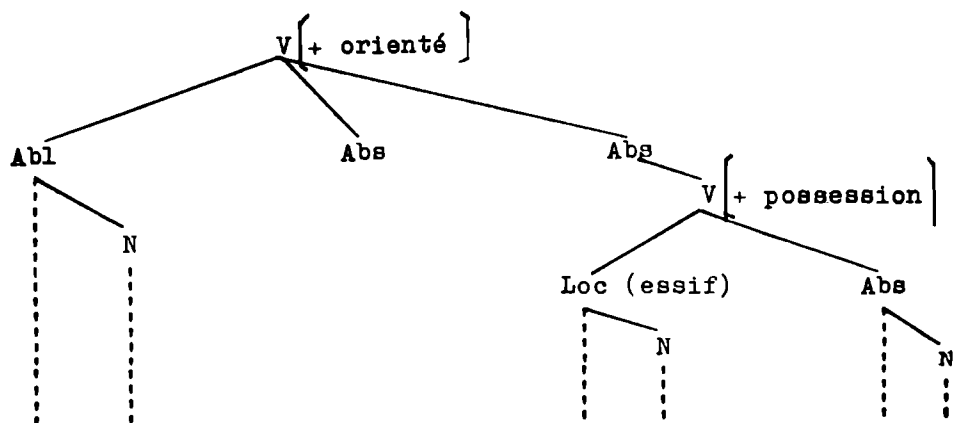 V [+ orienté]
Abl Abs Abs
V [+ possession]
N
Loc (essif) Abs
N N